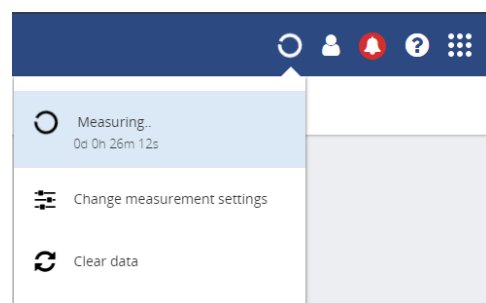 Measuring..
0d 0h 26m 12s
Change measurement settings
Clear data